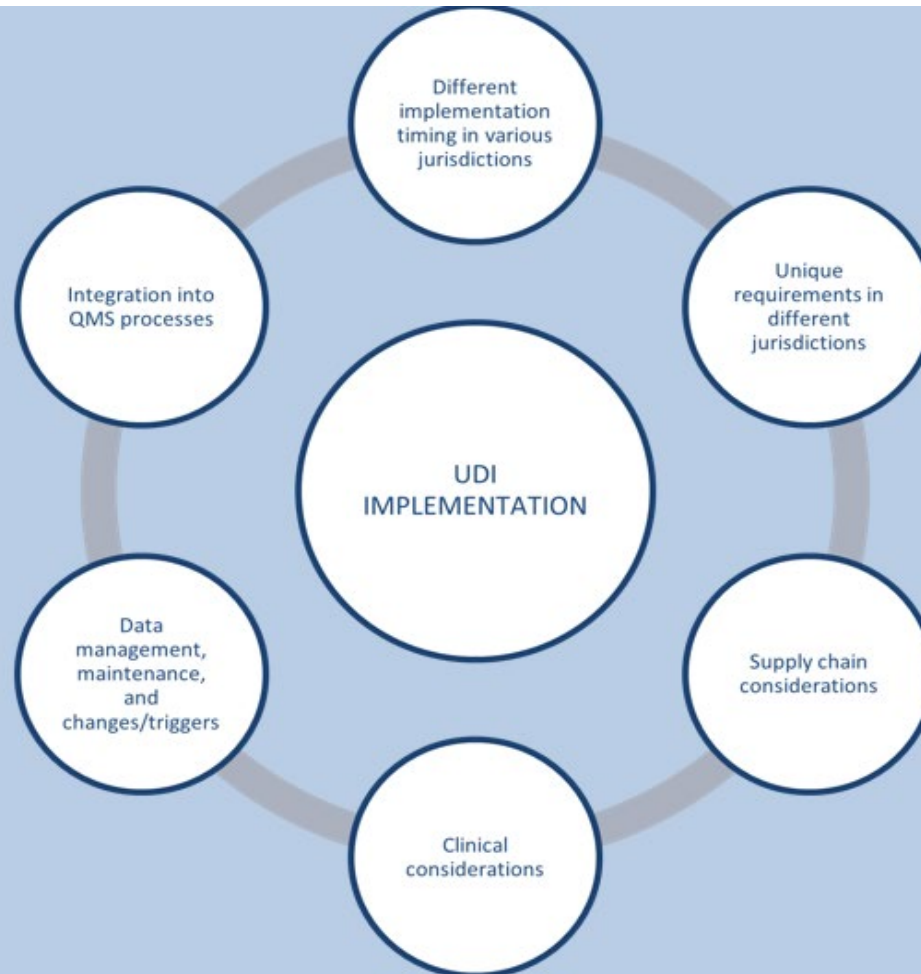 Different
implementation
timing in various
jurisdictions
Unique
requirements in
different
jurisdictions
Supply chain
considerations
Clinical
considerations
Data
management,
maintenance,
and
changes/triggers
Integration into
QMS processes
UDI
IMPLEMENTATION